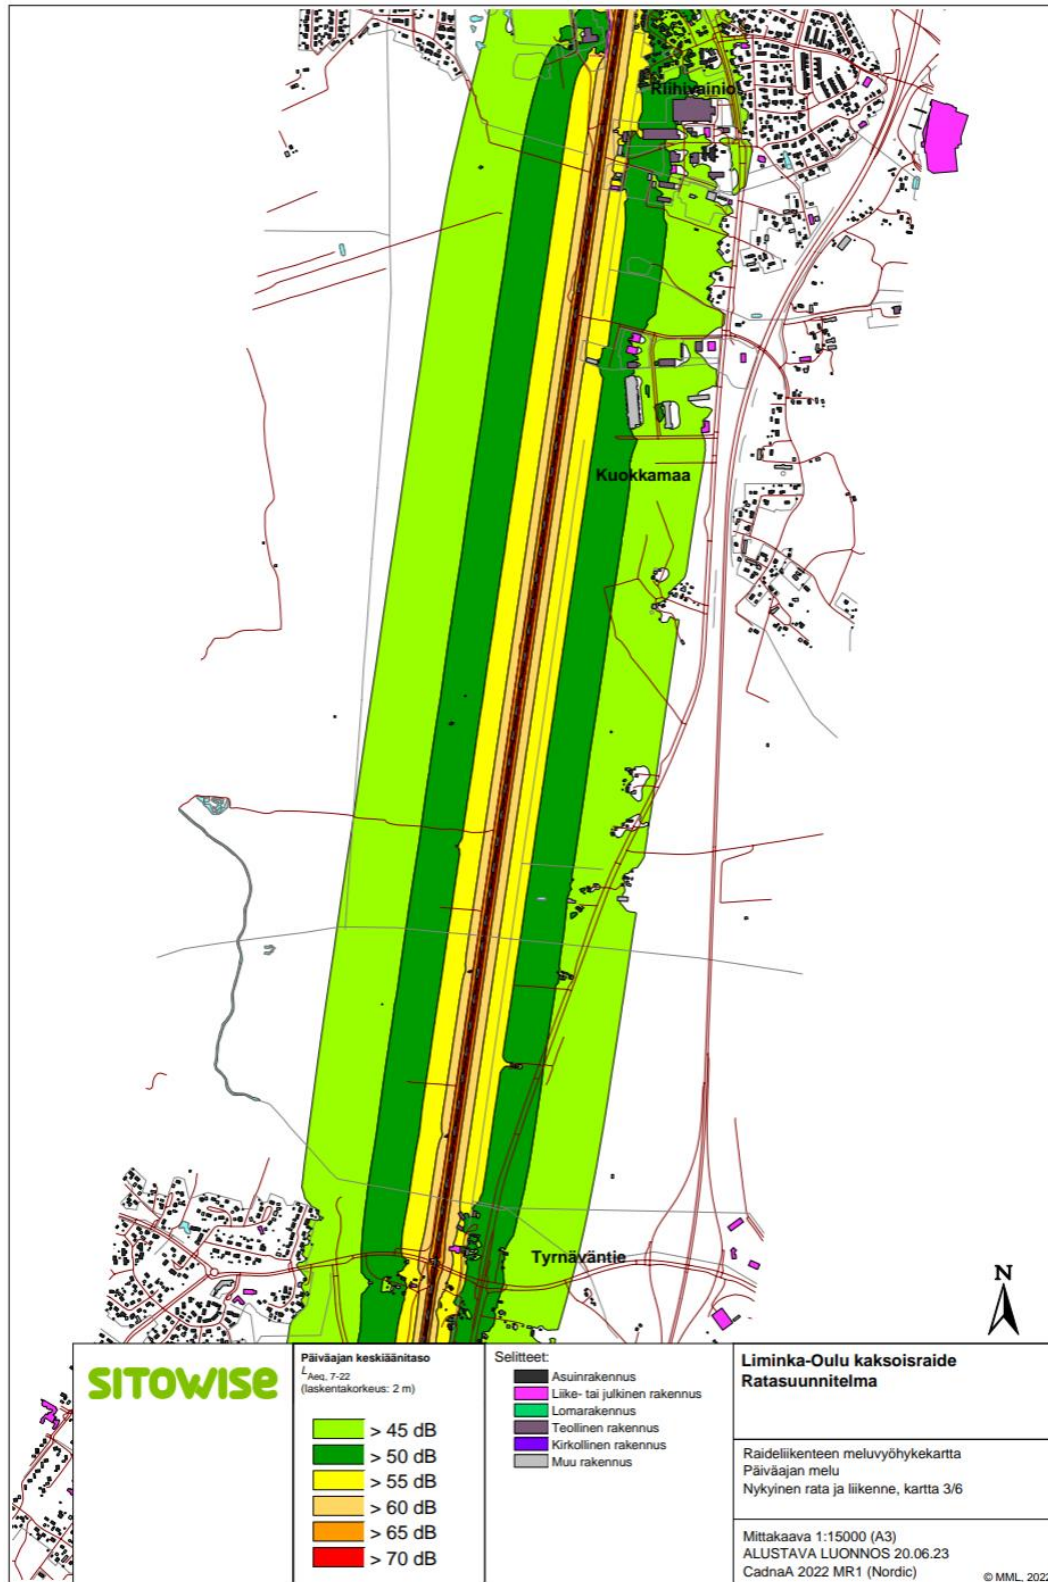 Riihivainio
Kuokkamaa
Tyrnäväntie
N
SITOWISE
Päiväajan keskiäänitaso
LAeq, 7-22
(laskentakorkeus: 2 m)
> 45 dB
> 50 dB
> 55 dB
> 60 dB
> 65 dB
> 70 dB
Selitteet:
Asuinrakennus
Liike- tai julkinen rakennus
Lomarakennus
Teollinen rakennus
Kirkollinen rakennus
Muu rakennus
Liminka-Oulu kaksoisraide
Ratasuunnitelma
Raideliikenteen meluvyöhykekartta
Päiväajan melu
Nykyinen rata ja liikenne, kartta 3/6
Mittakaava 1:15000 (A3)
ALUSTAVA LUONNOS 20.06.23
CadnaA 2022 MR1 (Nordic)
© MML, 2022